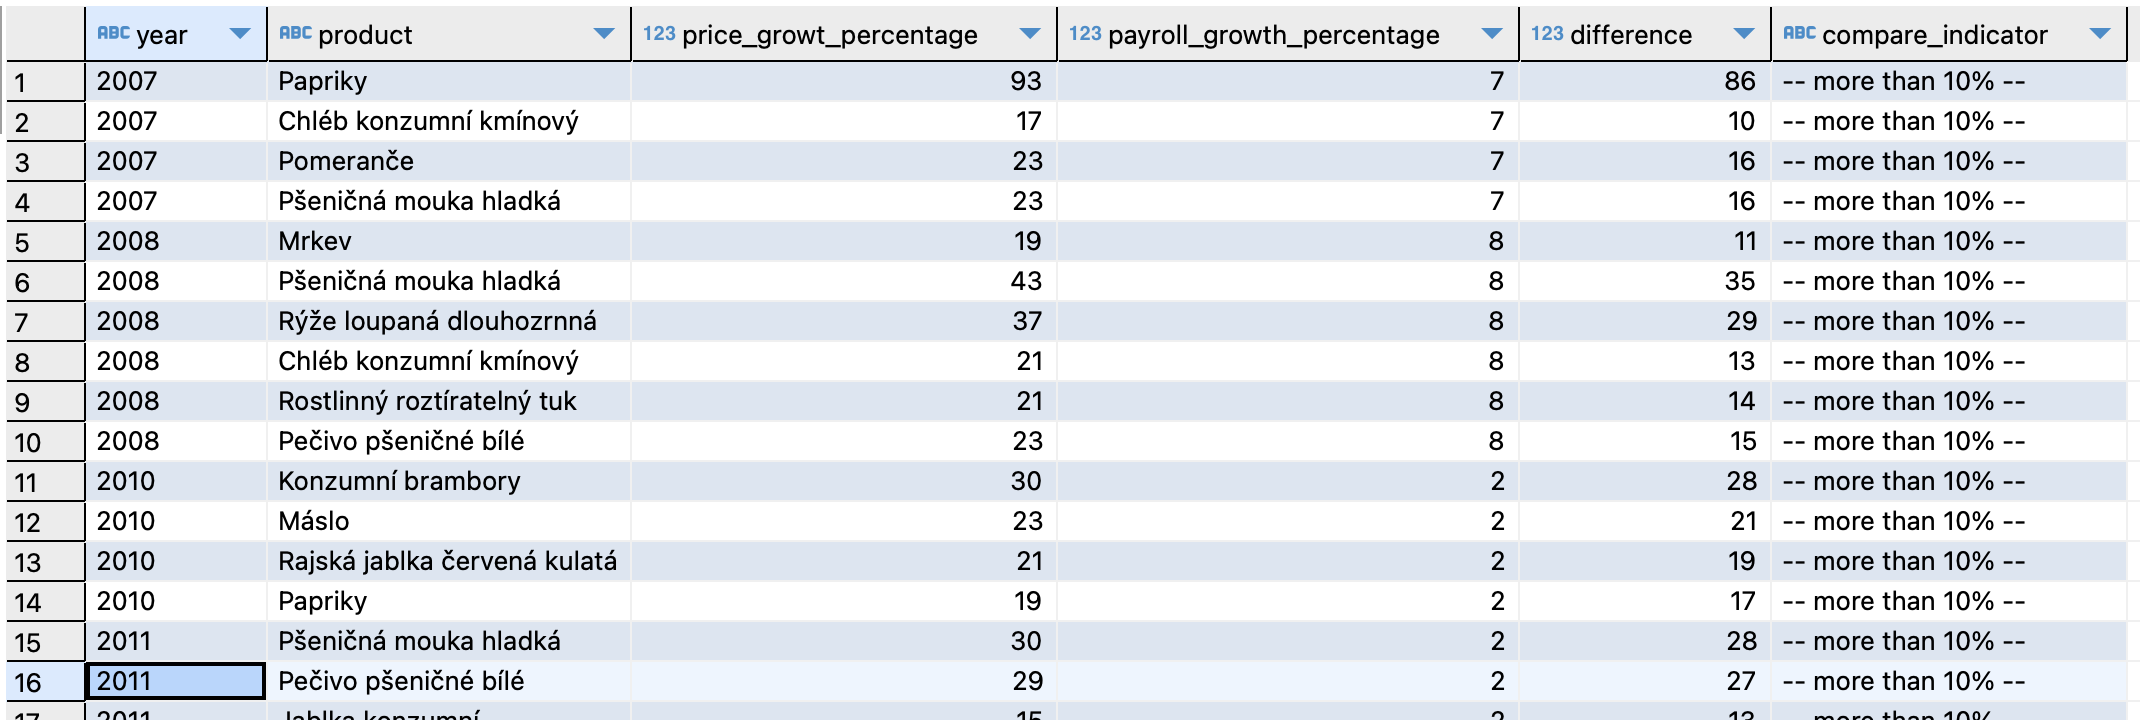 ABC year ABC product 123 price_growt_percentage 123 payroll_growth_percentage 123 difference ABC compare_indicator
1 2007 Papriky 93 7 86 -- more than 10% --
2 2007 Chléb konzumní kmínový 17 7 10 -- more than 10% --
3 2007 Pomeranče 23 7 16 -- more than 10% --
4 2007 Pšeničná mouka hladká 23 7 16 -- more than 10% --
5 2008 Mrkev 19 8 11 -- more than 10% --
6 2008 Pšeničná mouka hladká 43 8 35 -- more than 10% --
7 2008 Rýže loupaná dlouhozrnná 37 8 29 -- more than 10% --
8 2008 Chléb konzumní kmínový 21 8 13 -- more than 10% --
9 2008 Rostlinný roztíratelný tuk 21 8 14 -- more than 10% --
10 2008 Pečivo pšeničné bílé 23 8 15 -- more than 10% --
11 2010 Konzumní brambory 30 2 28 -- more than 10% --
12 2010 Máslo 23 2 21 -- more than 10% --
13 2010 Rajská jablka červená kulatá 21 2 19 -- more than 10% --
14 2010 Papriky 19 2 17 -- more than 10% --
15 2011 Pšeničná mouka hladká 30 2 28 -- more than 10% --
16 2011 Pečivo pšeničné bílé 29 2 27 -- more than 10% --
17 2011 Jablka konzumní 15 2 13 -- more than 10% --